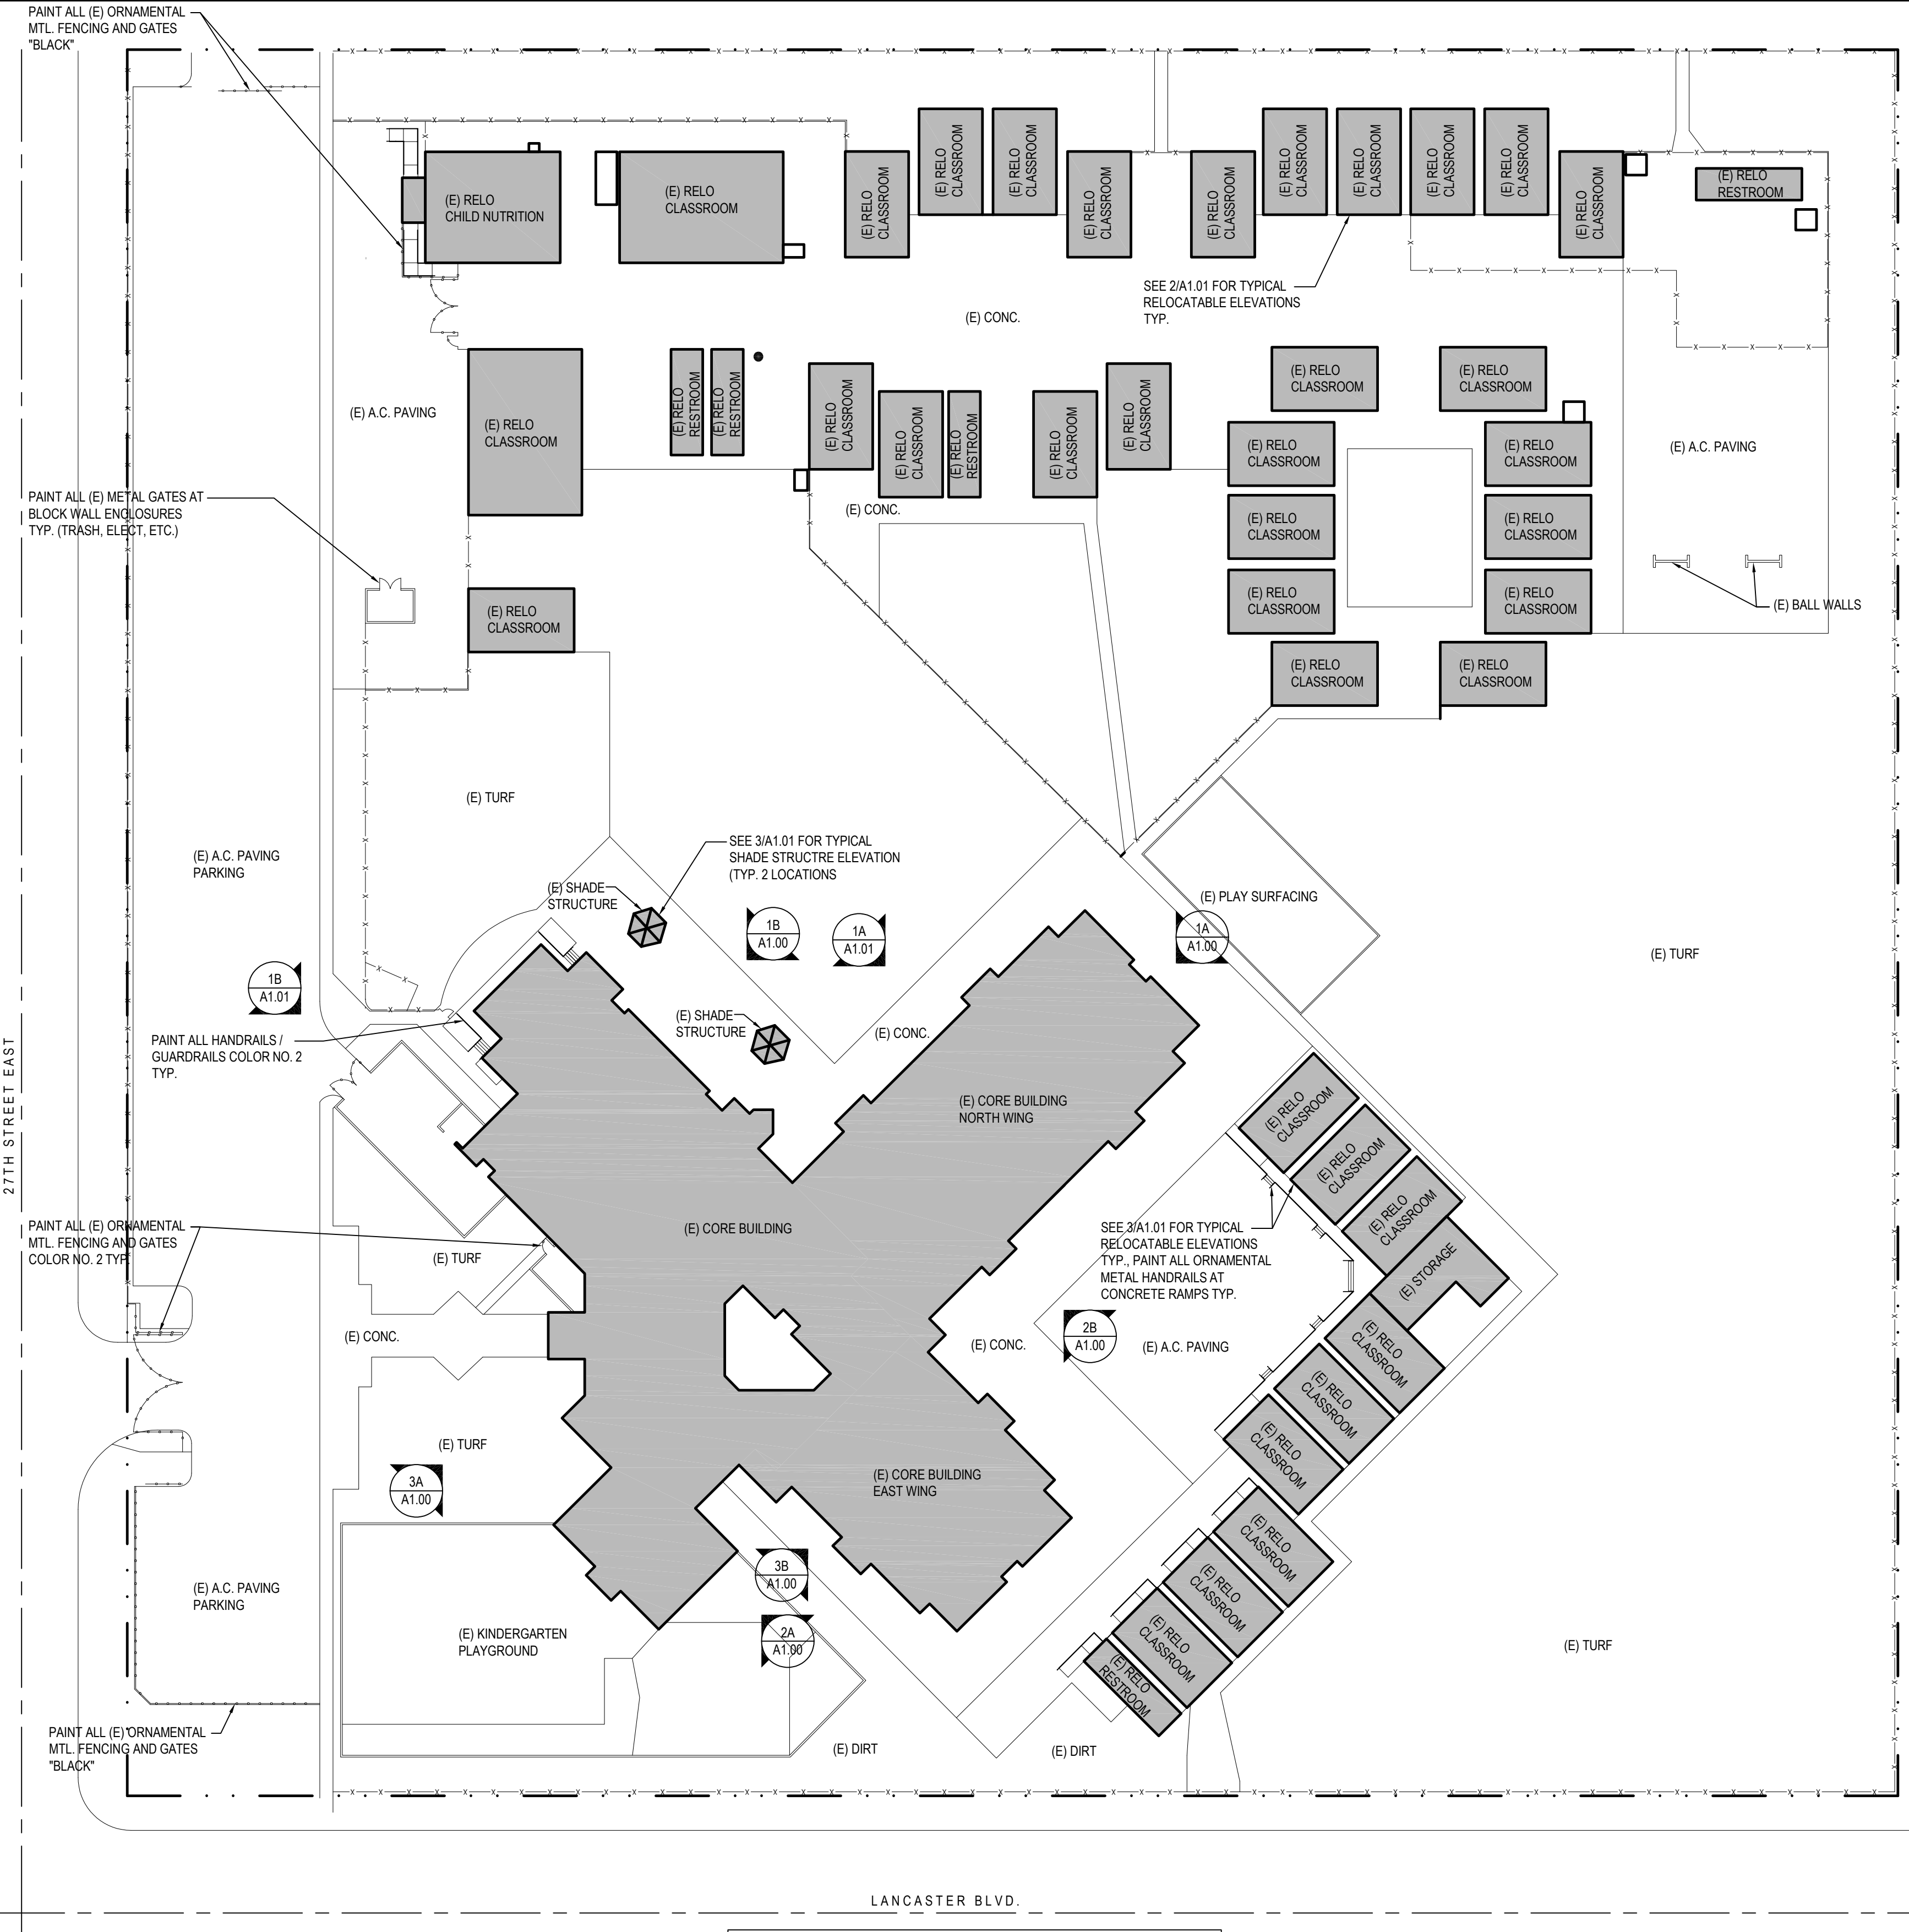 PAINT ALL (E) ORNAMENTAL
MTL. FENCING AND GATES
"BLACK"
(E) RELO
CHILD NUTRITION
(E) RELO
CLASSROOM
(E) RELO
CLASSROOM
(E) RELO
CLASSROOM
(E) RELO
CLASSROOM
(E) RELO
CLASSROOM
(E) RELO
CLASSROOM
(E) RELO
CLASSROOM
(E) RELO
CLASSROOM
(E) RELO
CLASSROOM
(E) RELO
CLASSROOM
(E) RELO
CLASSROOM
(E) RELO
RESTROOM
SEE 2/A1.01 FOR TYPICAL
RELOCATABLE ELEVATIONS
TYP.
(E) CONC.
(E) A.C. PAVING
(E) RELO
CLASSROOM
(E) RELO
RESTROOM
(E) RELO
RESTROOM
(E) RELO
CLASSROOM
(E) RELO
CLASSROOM
(E) RELO
RESTROOM
(E) RELO
CLASSROOM
(E) RELO
CLASSROOM
(E) RELO
CLASSROOM
(E) RELO
CLASSROOM
(E) RELO
CLASSROOM
(E) RELO
CLASSROOM
(E) A.C. PAVING
PAINT ALL (E) METAL GATES AT
BLOCK WALL ENCLOSURES
TYP. (TRASH, ELECT, ETC.)
(E) CONC.
(E) RELO
CLASSROOM
(E) RELO
CLASSROOM
(E) RELO
CLASSROOM
(E) RELO
CLASSROOM
(E) RELO
CLASSROOM
(E) BALL WALLS
(E) RELO
CLASSROOM
(E) RELO
CLASSROOM
(E) TURF
(E) A.C. PAVING
PARKING
SEE 3/A1.01 FOR TYPICAL
SHADE STRUCTRE ELEVATION
(TYP. 2 LOCATIONS
(E) SHADE
STRUCTURE
(E) PLAY SURFACING
1B
A1.00
1A
A1.01
1A
A1.00
(E) TURF
1B
A1.01
(E) SHADE
STRUCTURE
(E) CONC.
PAINT ALL HANDRAILS /
GUARDRAILS COLOR NO. 2
TYP.
27TH STREET EAST
(E) CORE BUILDING
NORTH WING
(E) RELO
CLASSROOM
(E) RELO
CLASSROOM
(E) RELO
CLASSROOM
(E) STORAGE
PAINT ALL (E) ORNAMENTAL
MTL. FENCING AND GATES
COLOR NO. 2 TYP.
(E) TURF
(E) CORE BUILDING
SEE 3/A1.01 FOR TYPICAL
RELOCATABLE ELEVATIONS
TYP., PAINT ALL ORNAMENTAL
METAL HANDRAILS AT
CONCRETE RAMPS TYP.
(E) CONC.
(E) CONC.
2B
A1.00
(E) A.C. PAVING
(E) RELO
CLASSROOM
(E) RELO
CLASSROOM
(E) RELO
CLASSROOM
(E) TURF
3A
A1.00
(E) CORE BUILDING
EAST WING
(E) RELO
CLASSROOM
(E) RELO
CLASSROOM
(E) RELO
CLASSROOM
(E) RELO
RESTROOM
(E) A.C. PAVING
PARKING
3B
A1.00
2A
A1.00
(E) KINDERGARTEN
PLAYGROUND
(E) TURF
PAINT ALL (E) ORNAMENTAL
MTL. FENCING AND GATES
"BLACK"
(E) DIRT
(E) DIRT
LANCASTER BLVD.